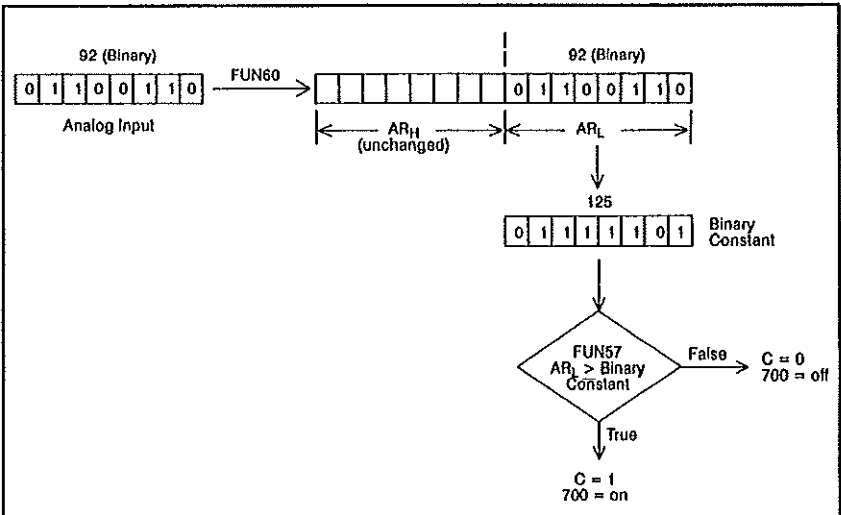 92 (Binary)
92 (Binary)
0 1 1 0 0 1 1 0
FUN60
0 1 1 0 0 1 1 0
Analog Input
ARH
(unchanged)
ARL
125
0 1 1 1 1 1 0 1
Binary
Constant
FUN57
ARL ≥ Binary
Constant
False
C = 0
700 = off
True
C = 1
700 = on